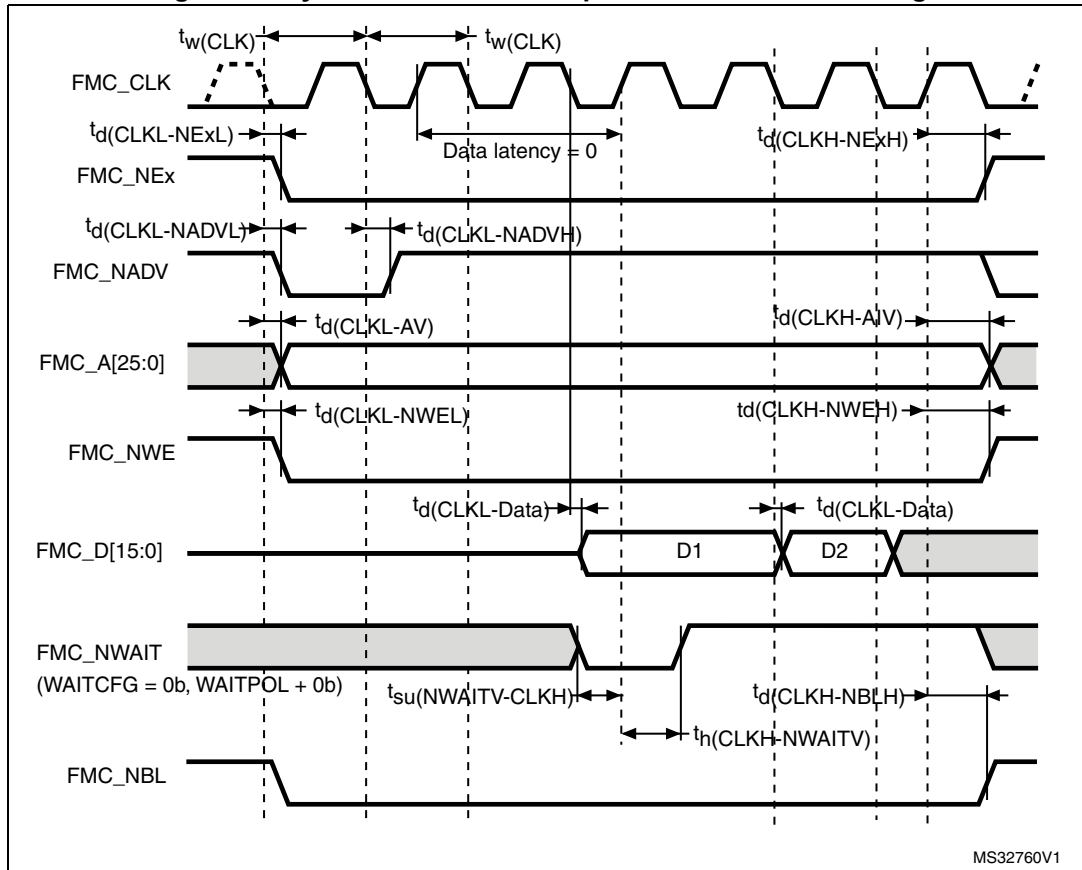 tw(CLK) tw(CLK)
FMC_CLK
td(CLKL-NExL) Data latency = 0 td(CLKH-NExH)
FMC_NEx
td(CLKL-NADVL) td(CLKL-NADVH)
FMC_NADV
td(CLKL-AV) td(CLKH-AIV)
FMC_A[25:0]
td(CLKL-NWEL) td(CLKH-NWEH)
FMC_NWE
td(CLKL-Data) td(CLKL-Data)
FMC_D[15:0] D1 D2
FMC_NWAIT
(WAITCFG = 0b, WAITPOL + 0b)
tsu(NWAITV-CLKH) td(CLKH-NBLH)
th(CLKH-NWAITV)
FMC_NBL
MS32760V1